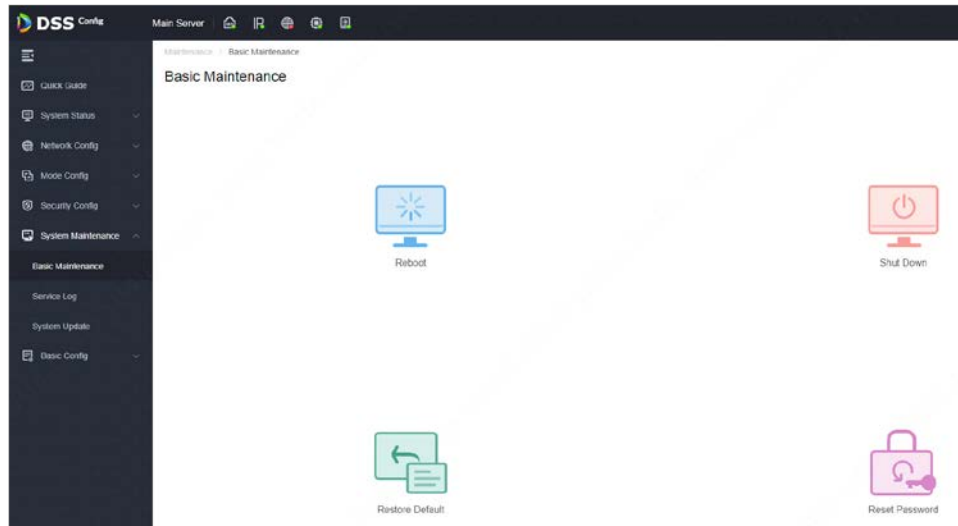 DSS Config
Main Server
Maintenance / Basic Maintenance
Basic Maintenance
Quick Guide
System Status
Network Config
Mode Config
Security Config
System Maintenance
Basic Maintenance
Service Log
System Update
Basic Config
Reboot
Shut Down
Restore Default
Reset Password